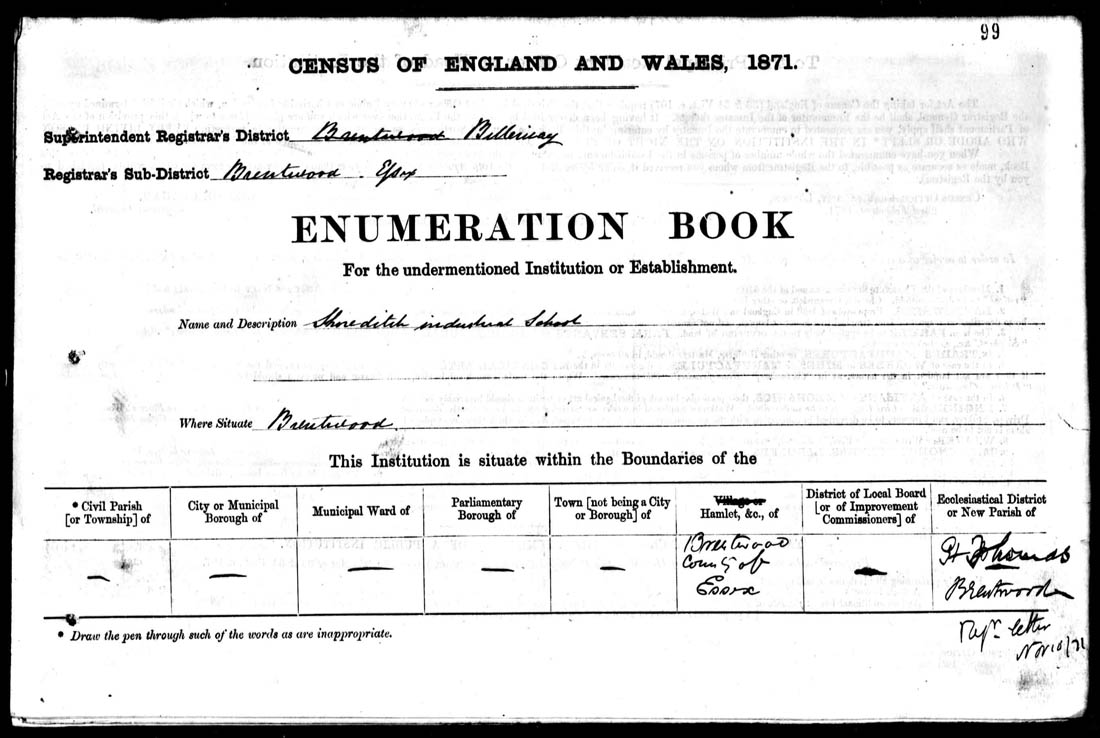 99
CENSUS OF ENGLAND AND WALES, 1871.
Superintendent Registrar's District Brentwood Billericay
Registrar's Sub-District Brentwood Essex
ENUMERATION BOOK
For the undermentioned Institution or Establishment.
Name and Description Shoreditch industrial School
Where Situate Brentwood
This Institution is situate within the Boundaries of the
* Civil Parish
[or Township] of
City or Municipal
Borough of
Municipal Ward of
Parliamentary
Borough of
Town [not being a City
or Borough] of
Village or
Hamlet, &c., of
District of Local Board
[or of Improvement
Commissioners] of
Ecclesiastical District
or New Parish of
—
—
—
—
—
Brentwood
County of
Essex
—
St Thomas
Brentwood
* Draw the pen through such of the words as are inappropriate.
letter
Nov 10/71